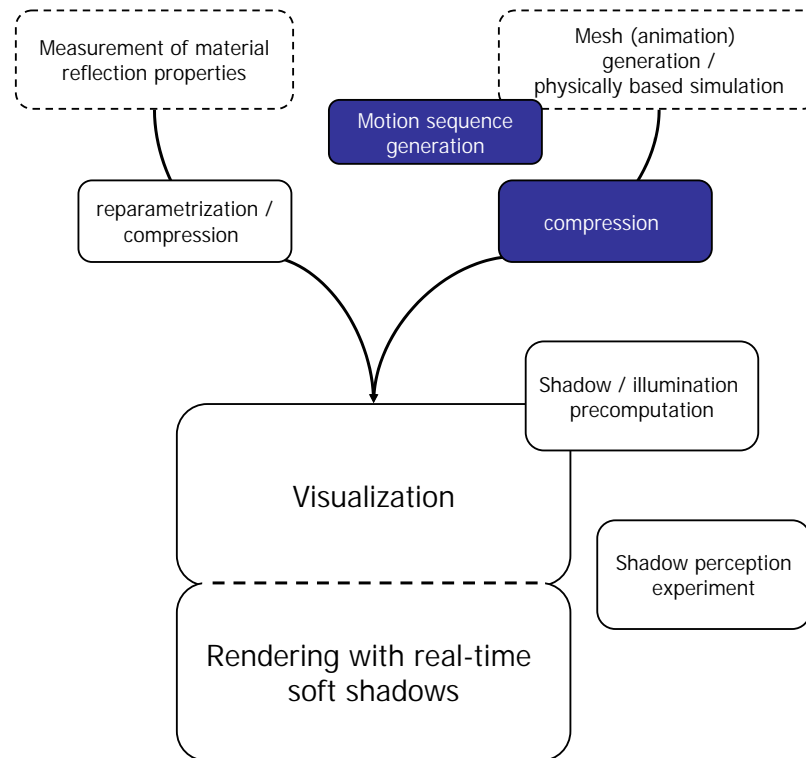 Measurement of material
reflection properties
Mesh (animation)
generation /
physically based simulation
Motion sequence
generation
reparametrization /
compression
compression
Shadow / illumination
precomputation
Visualization
Shadow perception
experiment
Rendering with real-time
soft shadows